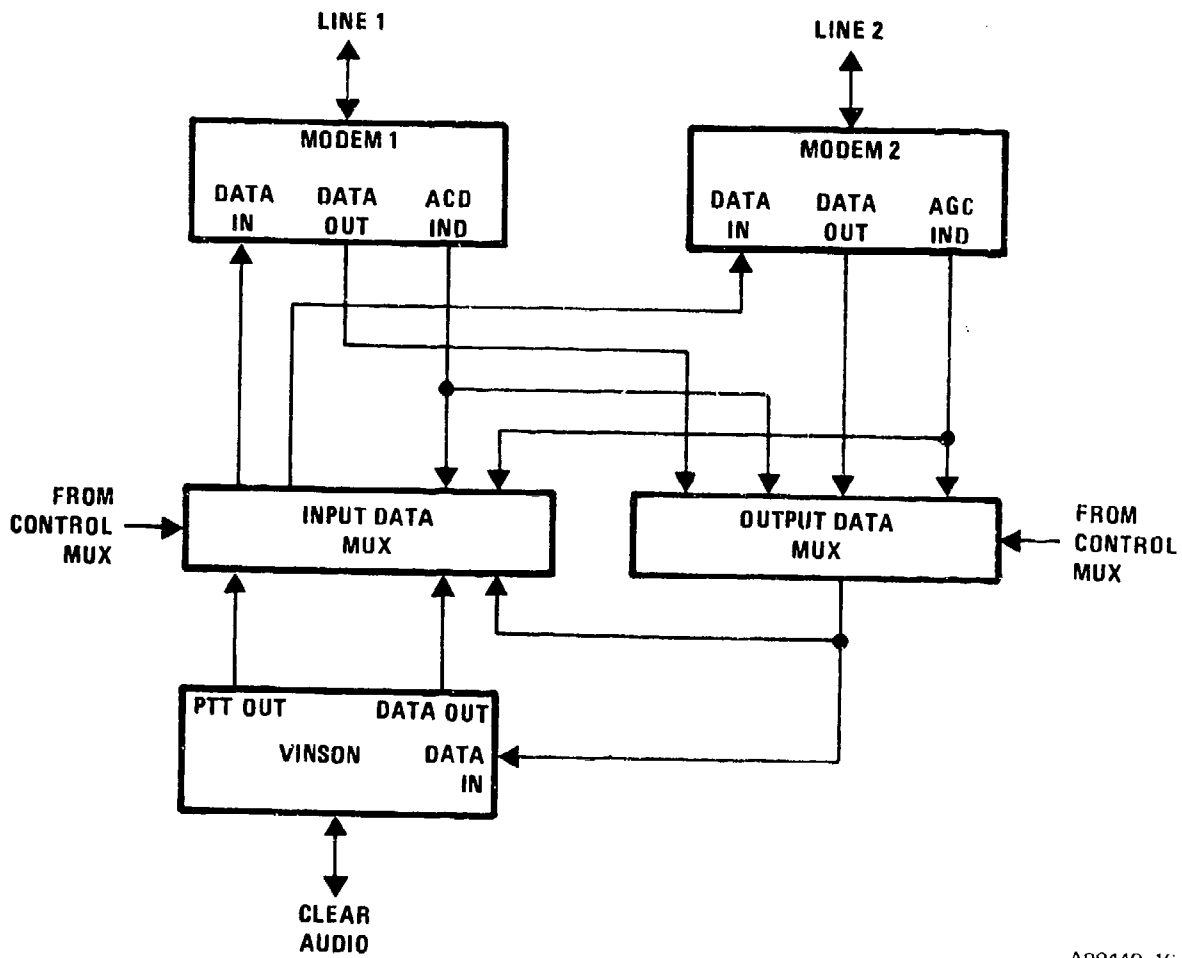 LINE 1
LINE 2
MODEM 1
DATA IN
DATA OUT
ACD IND
MODEM 2
DATA IN
DATA OUT
AGC IND
FROM CONTROL MUX
INPUT DATA MUX
OUTPUT DATA MUX
FROM CONTROL MUX
PTT OUT
DATA OUT
VINSON
DATA IN
CLEAR AUDIO